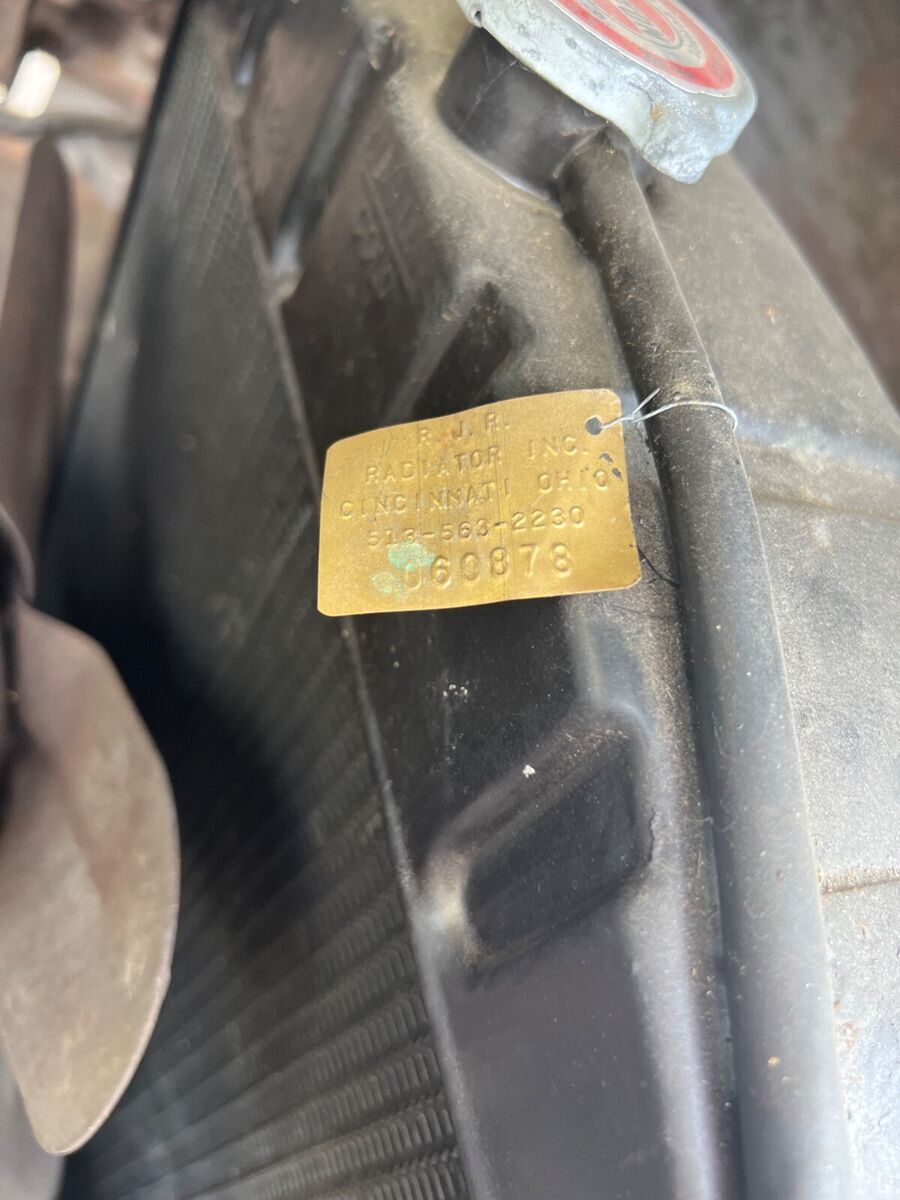 R.J.R.
RADIATOR INC.
CINCINNATI OHIO
513-563-2230
060878